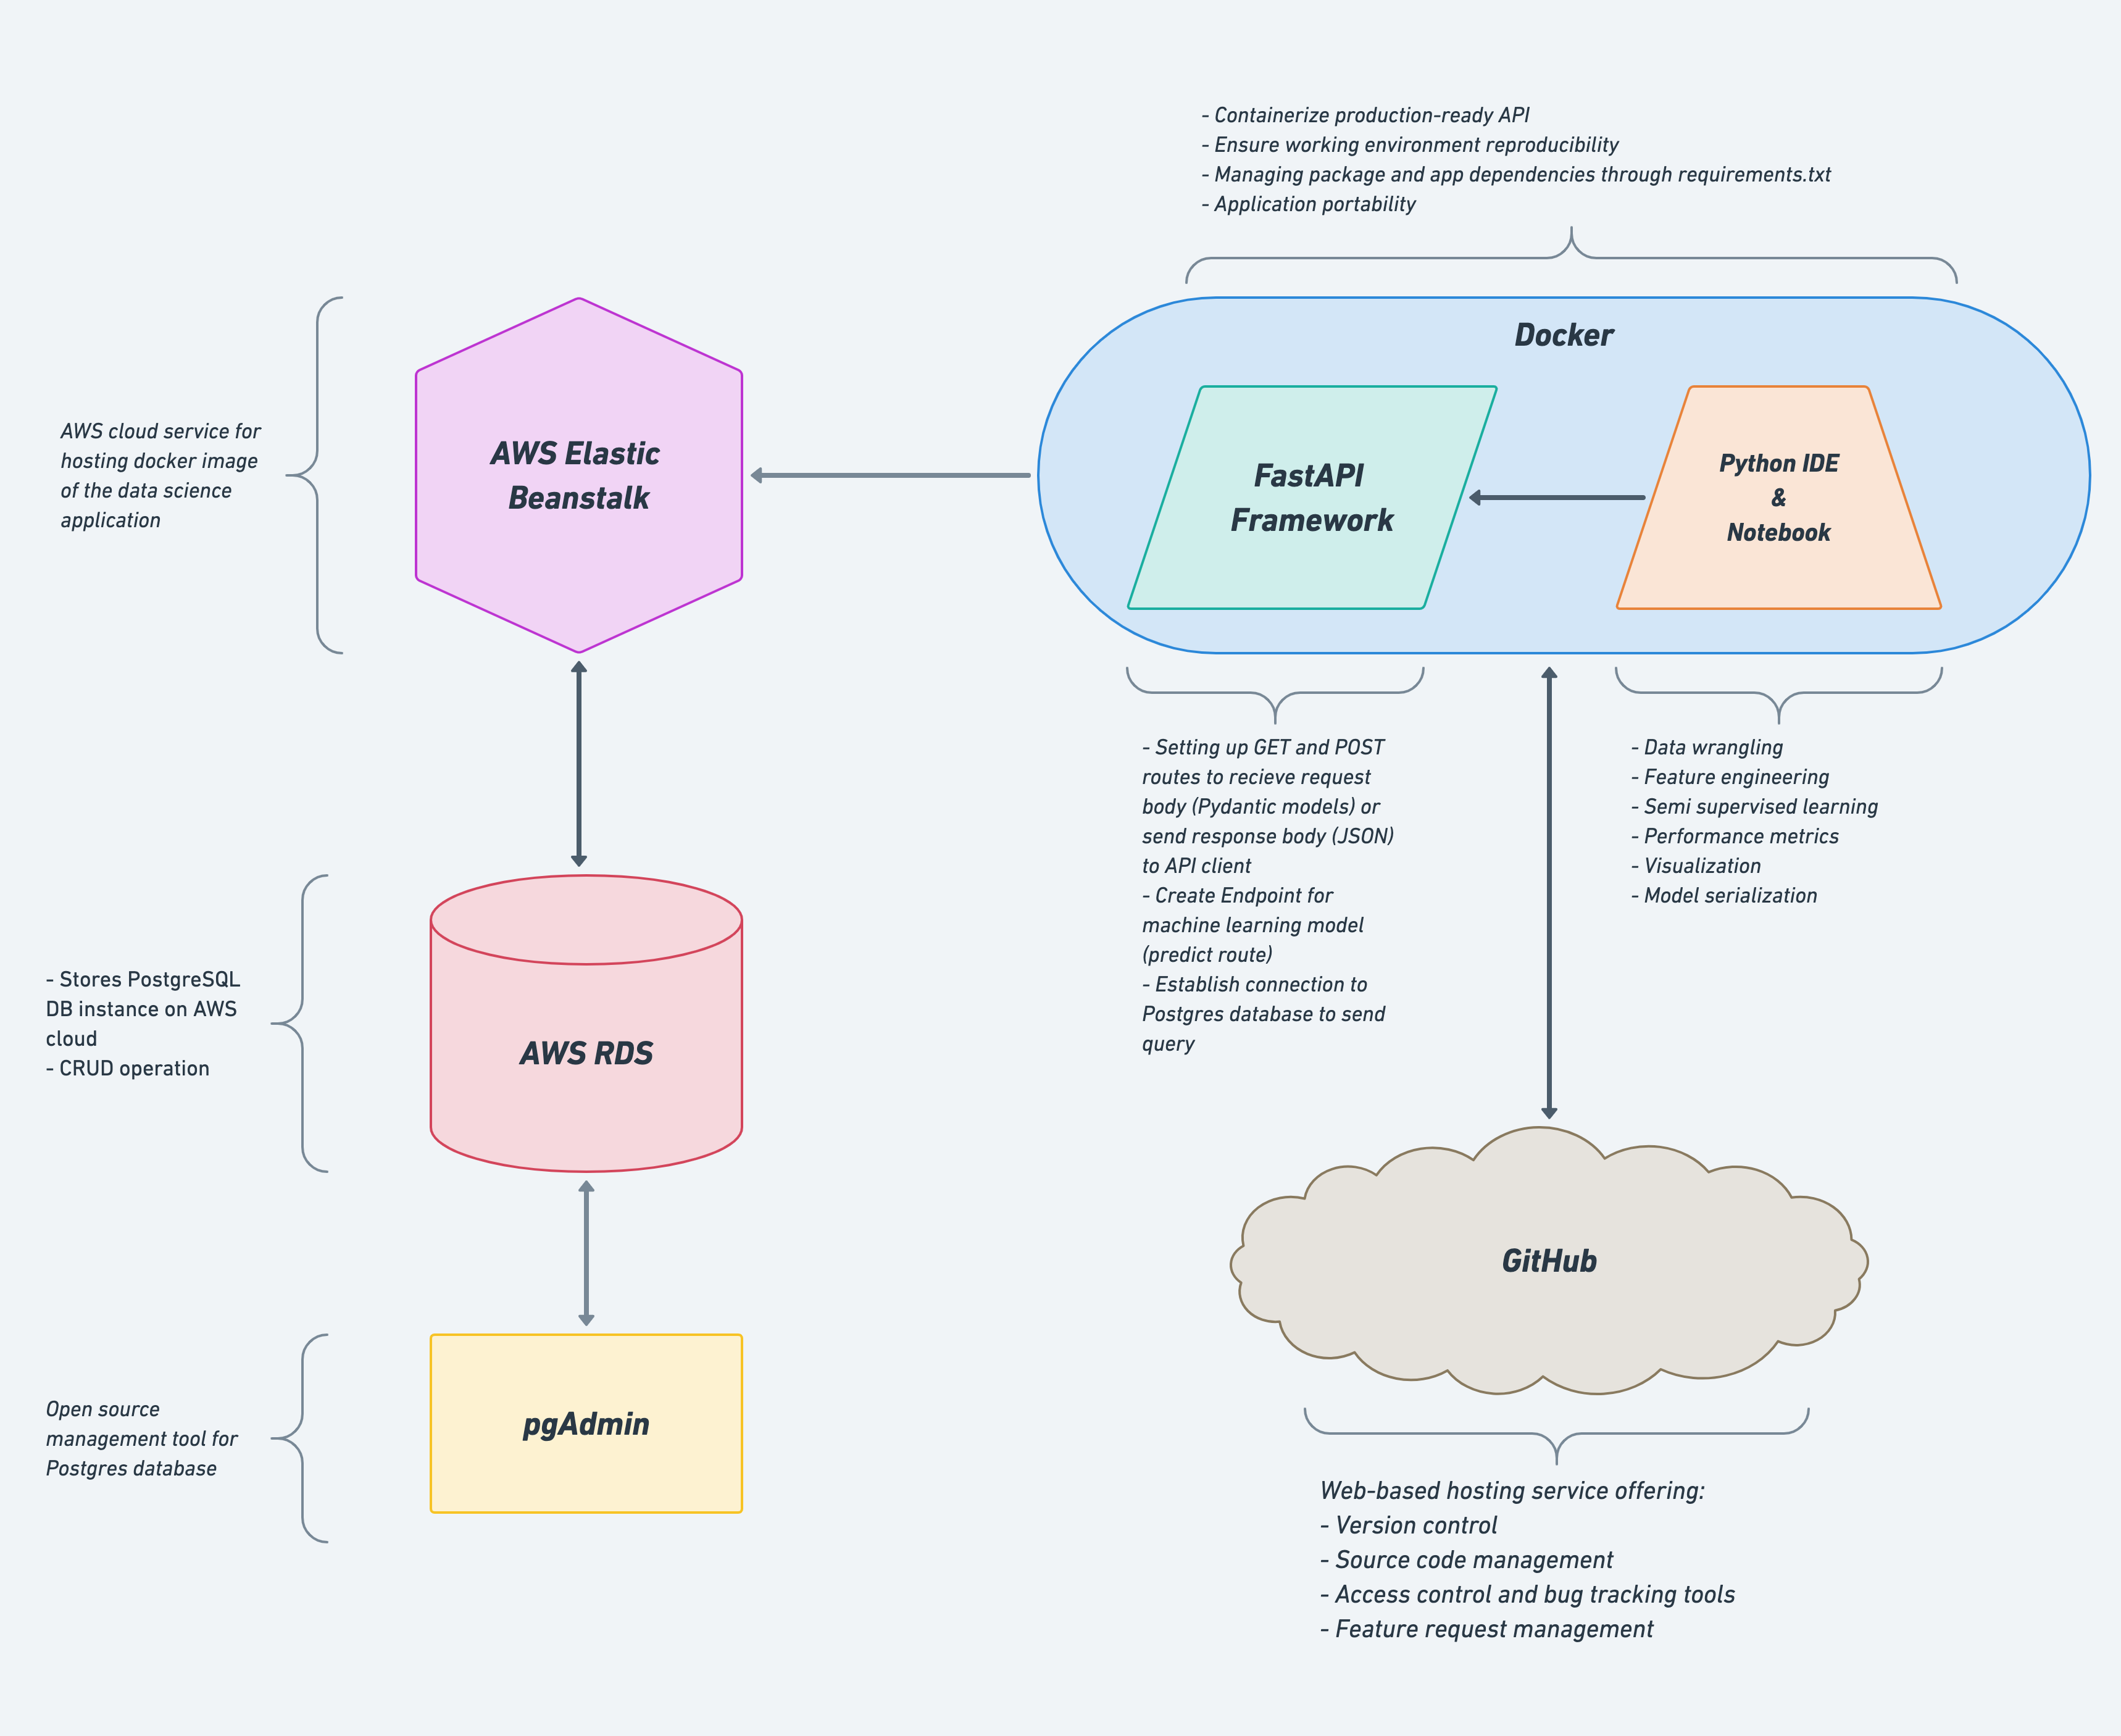 - Containerize production-ready API
- Ensure working environment reproducibility
- Managing package and app dependencies through requirements.txt
- Application portability
Docker
AWS Elastic
Beanstalk
FastAPI
Framework
Python IDE
&
Notebook
AWS cloud service for
hosting docker image
of the data science
application
- Setting up GET and POST
routes to recieve request
body (Pydantic models) or
send response body (JSON)
to API client
- Create Endpoint for
machine learning model
(predict route)
- Establish connection to
Postgres database to send
query
- Data wrangling
- Feature engineering
- Semi supervised learning
- Performance metrics
- Visualization
- Model serialization
- Stores PostgreSQL
DB instance on AWS
cloud
- CRUD operation
AWS RDS
GitHub
Open source
management tool for
Postgres database
pgAdmin
Web-based hosting service offering:
- Version control
- Source code management
- Access control and bug tracking tools
- Feature request management